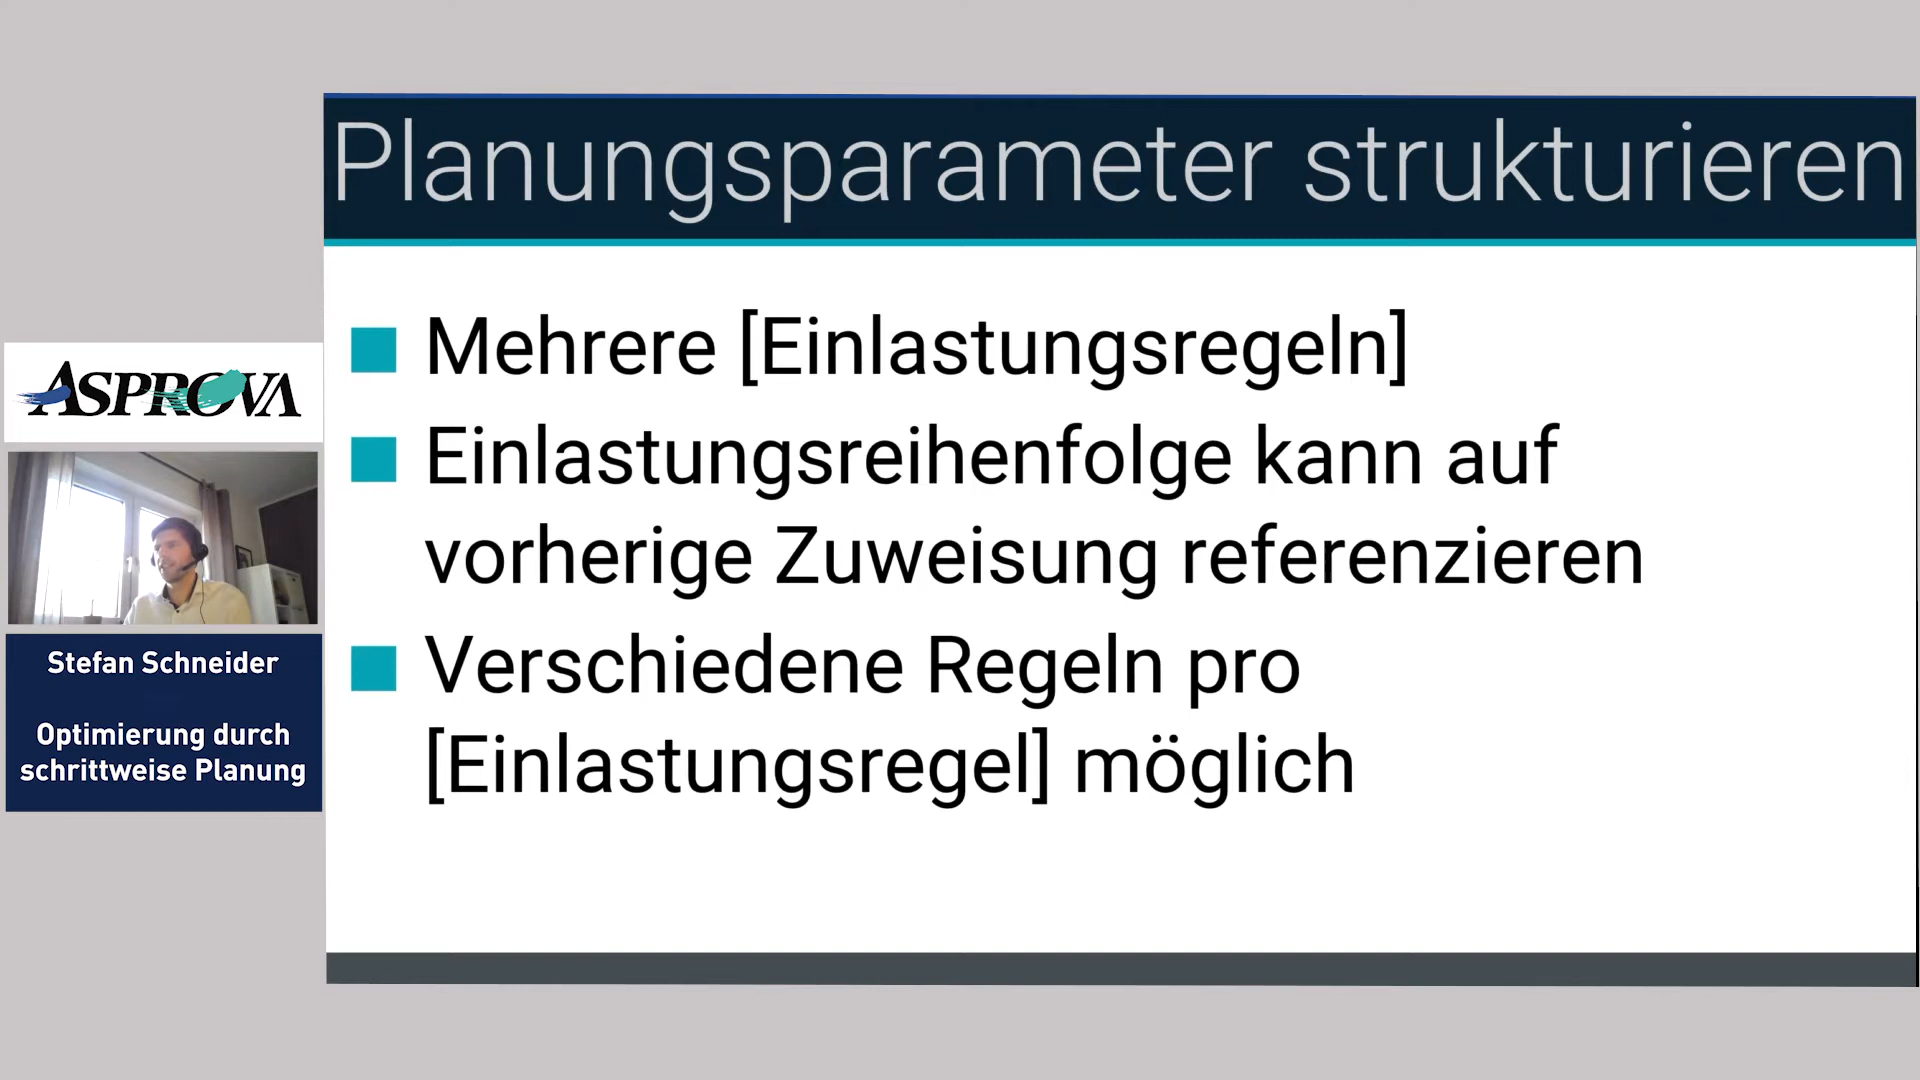 Planungsparameter strukturieren
Mehrere [Einlastungsregeln]
Einlastungsreihenfolge kann auf
vorherige Zuweisung referenzieren
Verschiedene Regeln pro
[Einlastungsregel] möglich
ASPROVA
Stefan Schneider
Optimierung durch
schrittweise Planung